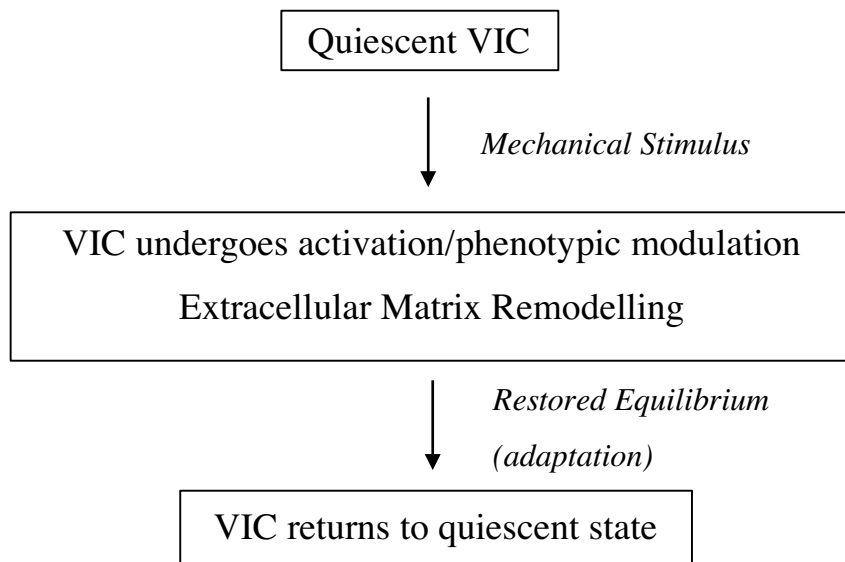 Quiescent VIC
Mechanical Stimulus
VIC undergoes activation/phenotypic modulation
Extracellular Matrix Remodelling
Restored Equilibrium
(adaptation)
VIC returns to quiescent state